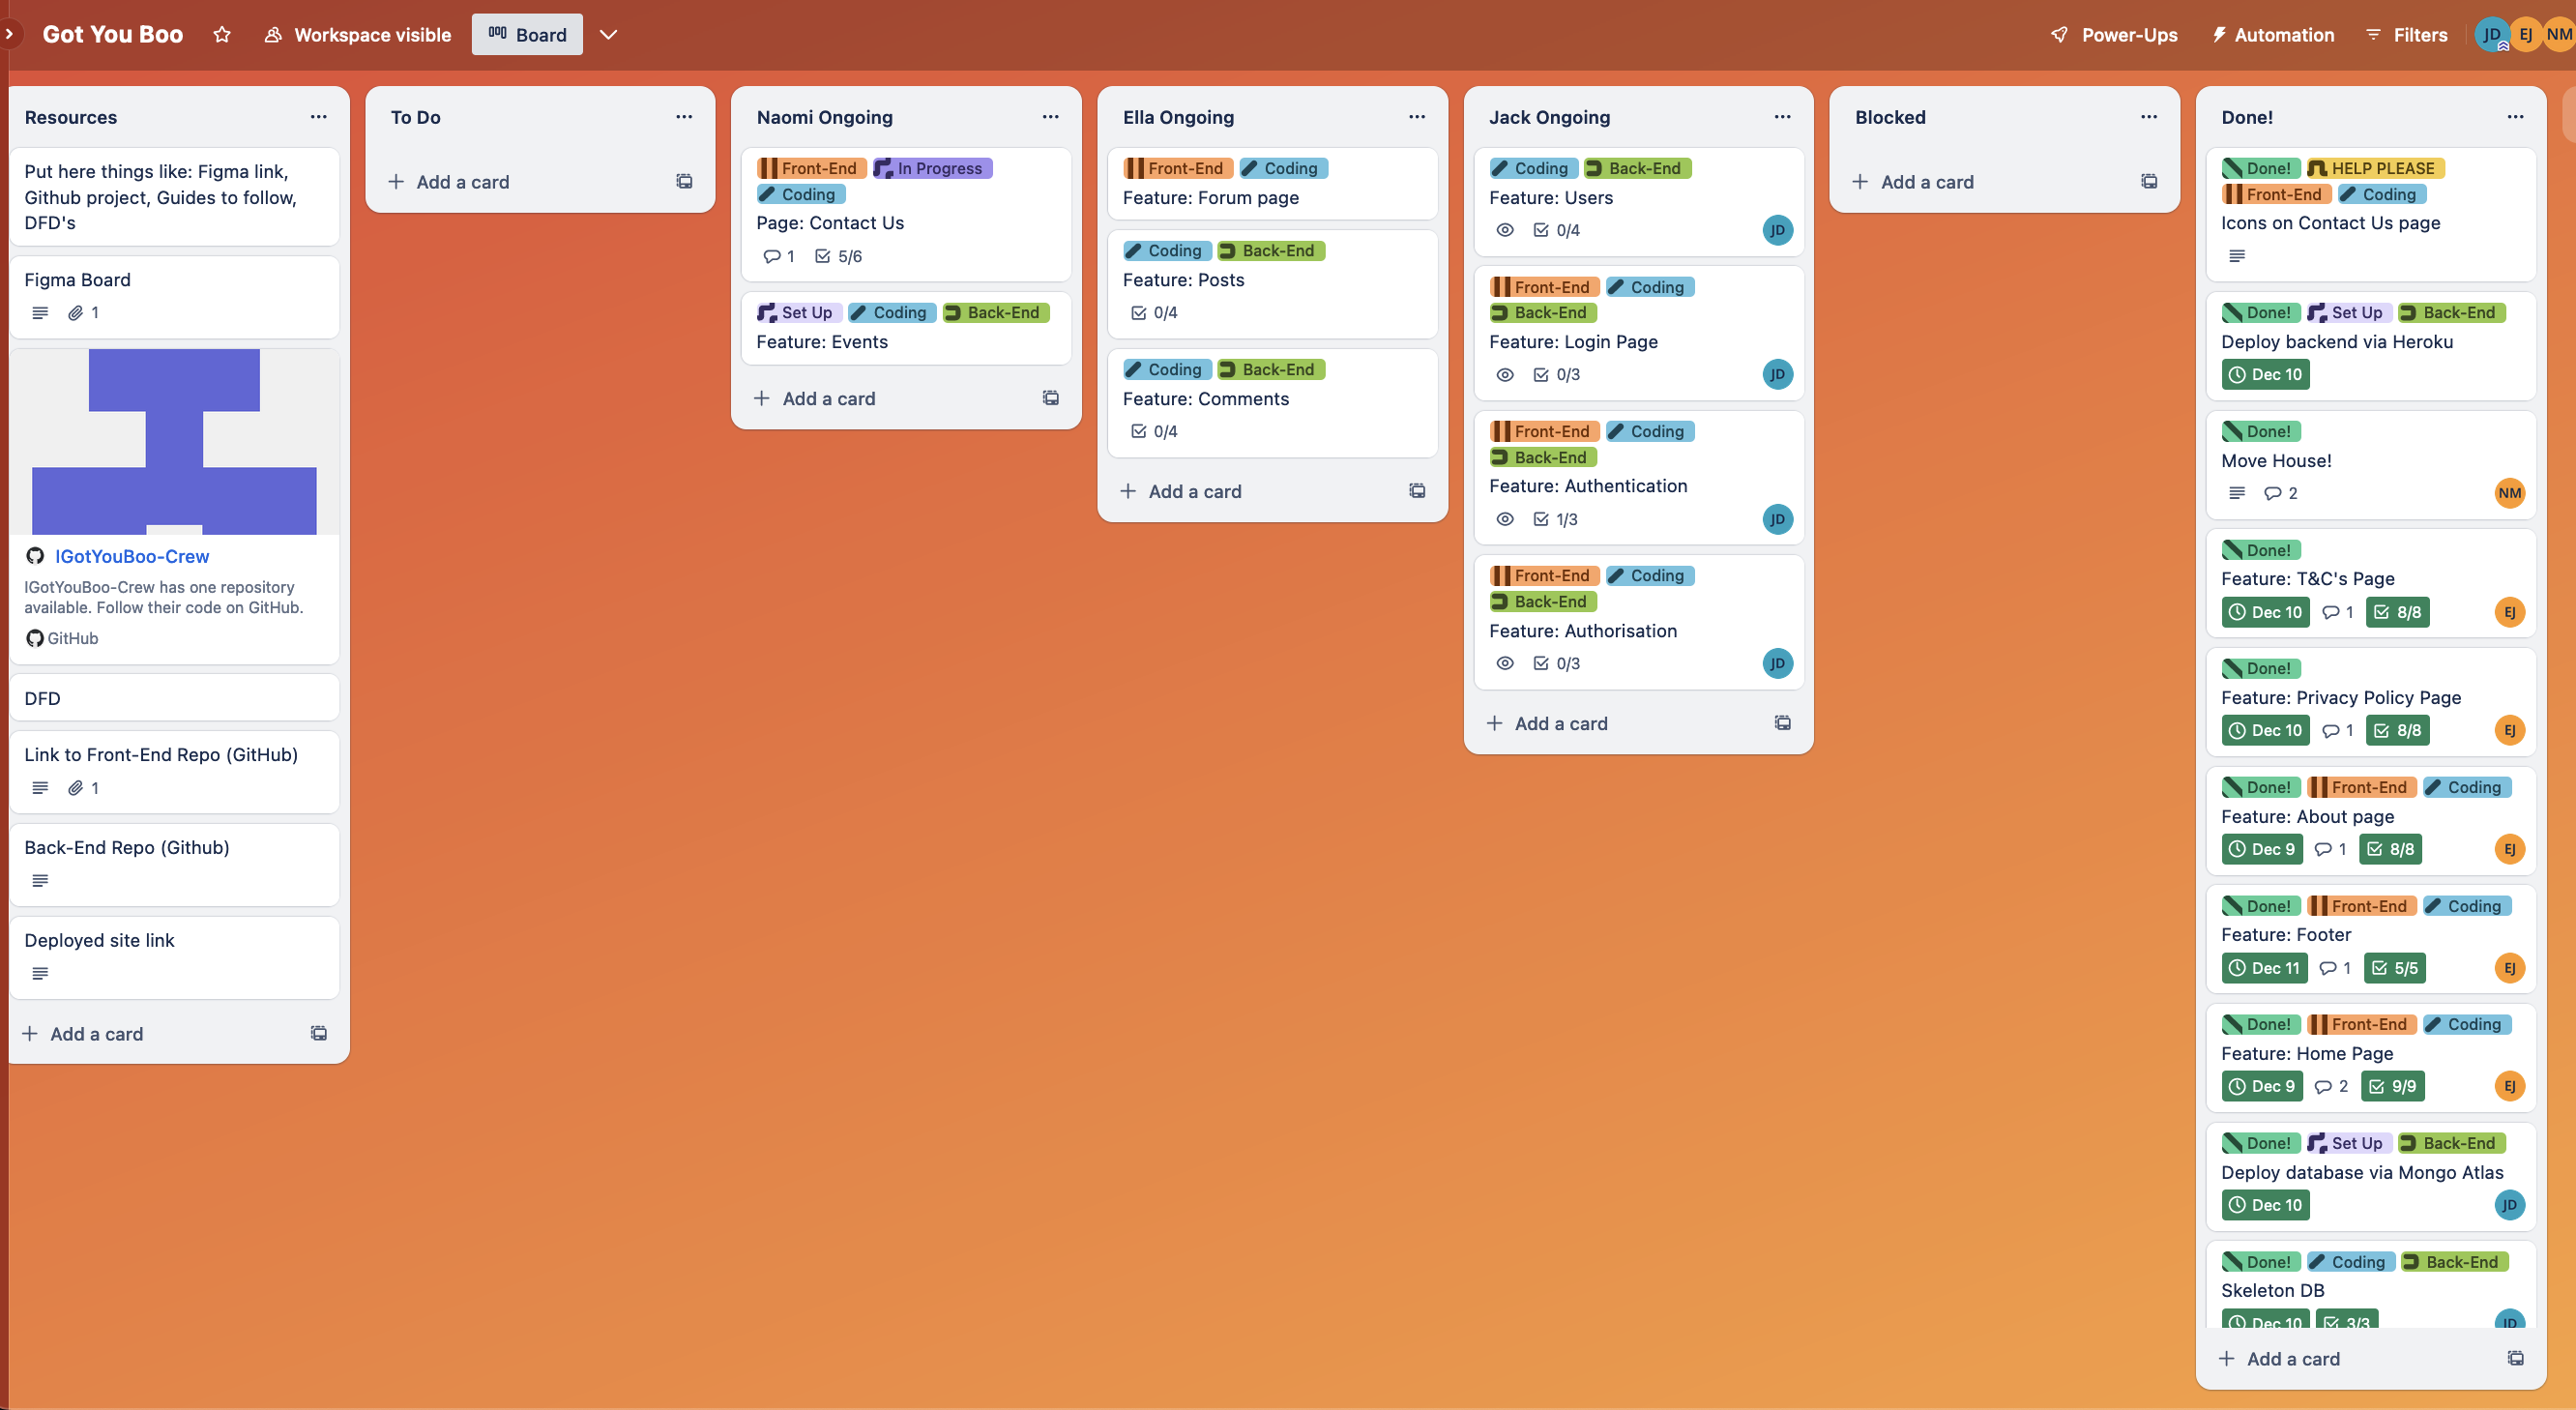 Got You Boo
Workspace visible
Board
Power-Ups
Automation
Filters
JD
EJ
NM
Resources
Put here things like: Figma link,
Github project, Guides to follow,
DFD's
Figma Board
1
IGotYouBoo-Crew
IGotYouBoo-Crew has one repository
available. Follow their code on GitHub.
GitHub
DFD
Link to Front-End Repo (GitHub)
1
Back-End Repo (Github)
Deployed site link
+ Add a card
To Do
+ Add a card
Naomi Ongoing
Front-End In Progress
Coding
Page: Contact Us
1 5/6
Set Up Coding Back-End
Feature: Events
+ Add a card
Ella Ongoing
Front-End Coding
Feature: Forum page
Coding Back-End
Feature: Posts
0/4
Coding Back-End
Feature: Comments
0/4
+ Add a card
Jack Ongoing
Coding Back-End
Feature: Users
0/4 JD
Front-End Coding
Back-End
Feature: Login Page
0/3 JD
Front-End Coding
Back-End
Feature: Authentication
1/3 JD
Front-End Coding
Back-End
Feature: Authorisation
0/3 JD
+ Add a card
Blocked
+ Add a card
Done!
Done! HELP PLEASE
Front-End Coding
Icons on Contact Us page
Done! Set Up Back-End
Deploy backend via Heroku
Dec 10
Done!
Move House!
2 NM
Done!
Feature: T&C's Page
Dec 10 1 8/8 EJ
Done!
Feature: Privacy Policy Page
Dec 10 1 8/8 EJ
Done! Front-End Coding
Feature: About page
Dec 9 1 8/8 EJ
Done! Front-End Coding
Feature: Footer
Dec 11 1 5/5 EJ
Done! Front-End Coding
Feature: Home Page
Dec 9 2 9/9 EJ
Done! Set Up Back-End
Deploy database via Mongo Atlas
Dec 10 JD
Done! Coding Back-End
Skeleton DB
Dec 10 3/3 JD
+ Add a card